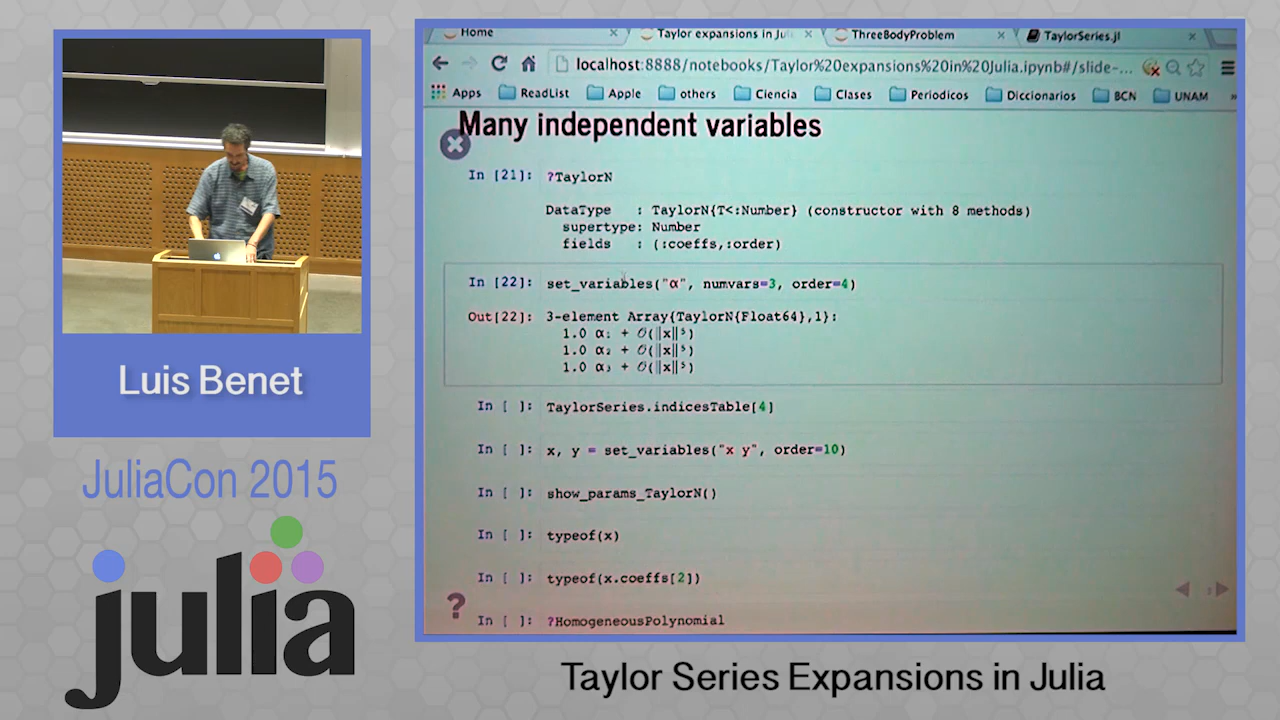 Home
Taylor expansions in Juli
ThreeBodyProblem
TaylorSeries.jl
localhost:8888/notebooks/Taylor%20expansions%20in%20Julia.ipynb#/slide-...
Apps ReadList Apple others Ciencia Clases Periodicos Diccionarios BCN UNAM »
Many independent variables
In [21]: ?TaylorN
DataType : TaylorN{T<:Number} (constructor with 8 methods)
supertype: Number
fields : (:coeffs,:order)
In [22]: set_variables("α", numvars=3, order=4)
Out[22]: 3-element Array{TaylorN{Float64},1}:
1.0 α₁ + 𝒪(‖x‖⁵)
1.0 α₂ + 𝒪(‖x‖⁵)
1.0 α₃ + 𝒪(‖x‖⁵)
In [ ]: TaylorSeries.indicesTable[4]
In [ ]: x, y = set_variables("x y", order=10)
In [ ]: show_params_TaylorN()
In [ ]: typeof(x)
In [ ]: typeof(x.coeffs[2])
?
In [ ]: ?HomogeneousPolynomial
Luis Benet
JuliaCon 2015
julia
Taylor Series Expansions in Julia